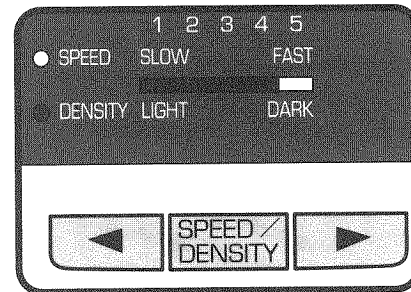 1 2 3 4 5
SPEED SLOW FAST
DENSITY LIGHT DARK
SPEED /
DENSITY